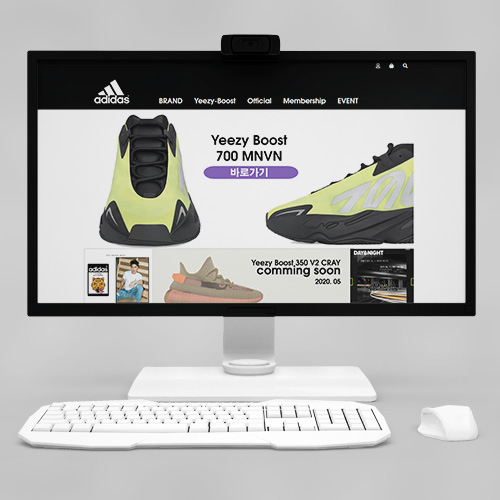 adidas
BRAND Yeezy-Boost Official Membership EVENT
Yeezy Boost
700 MNVN
바로가기
adidas
Yeezy Boost 350 V2 CRAY
comming soon
2020. 05
DAY&NIGHT